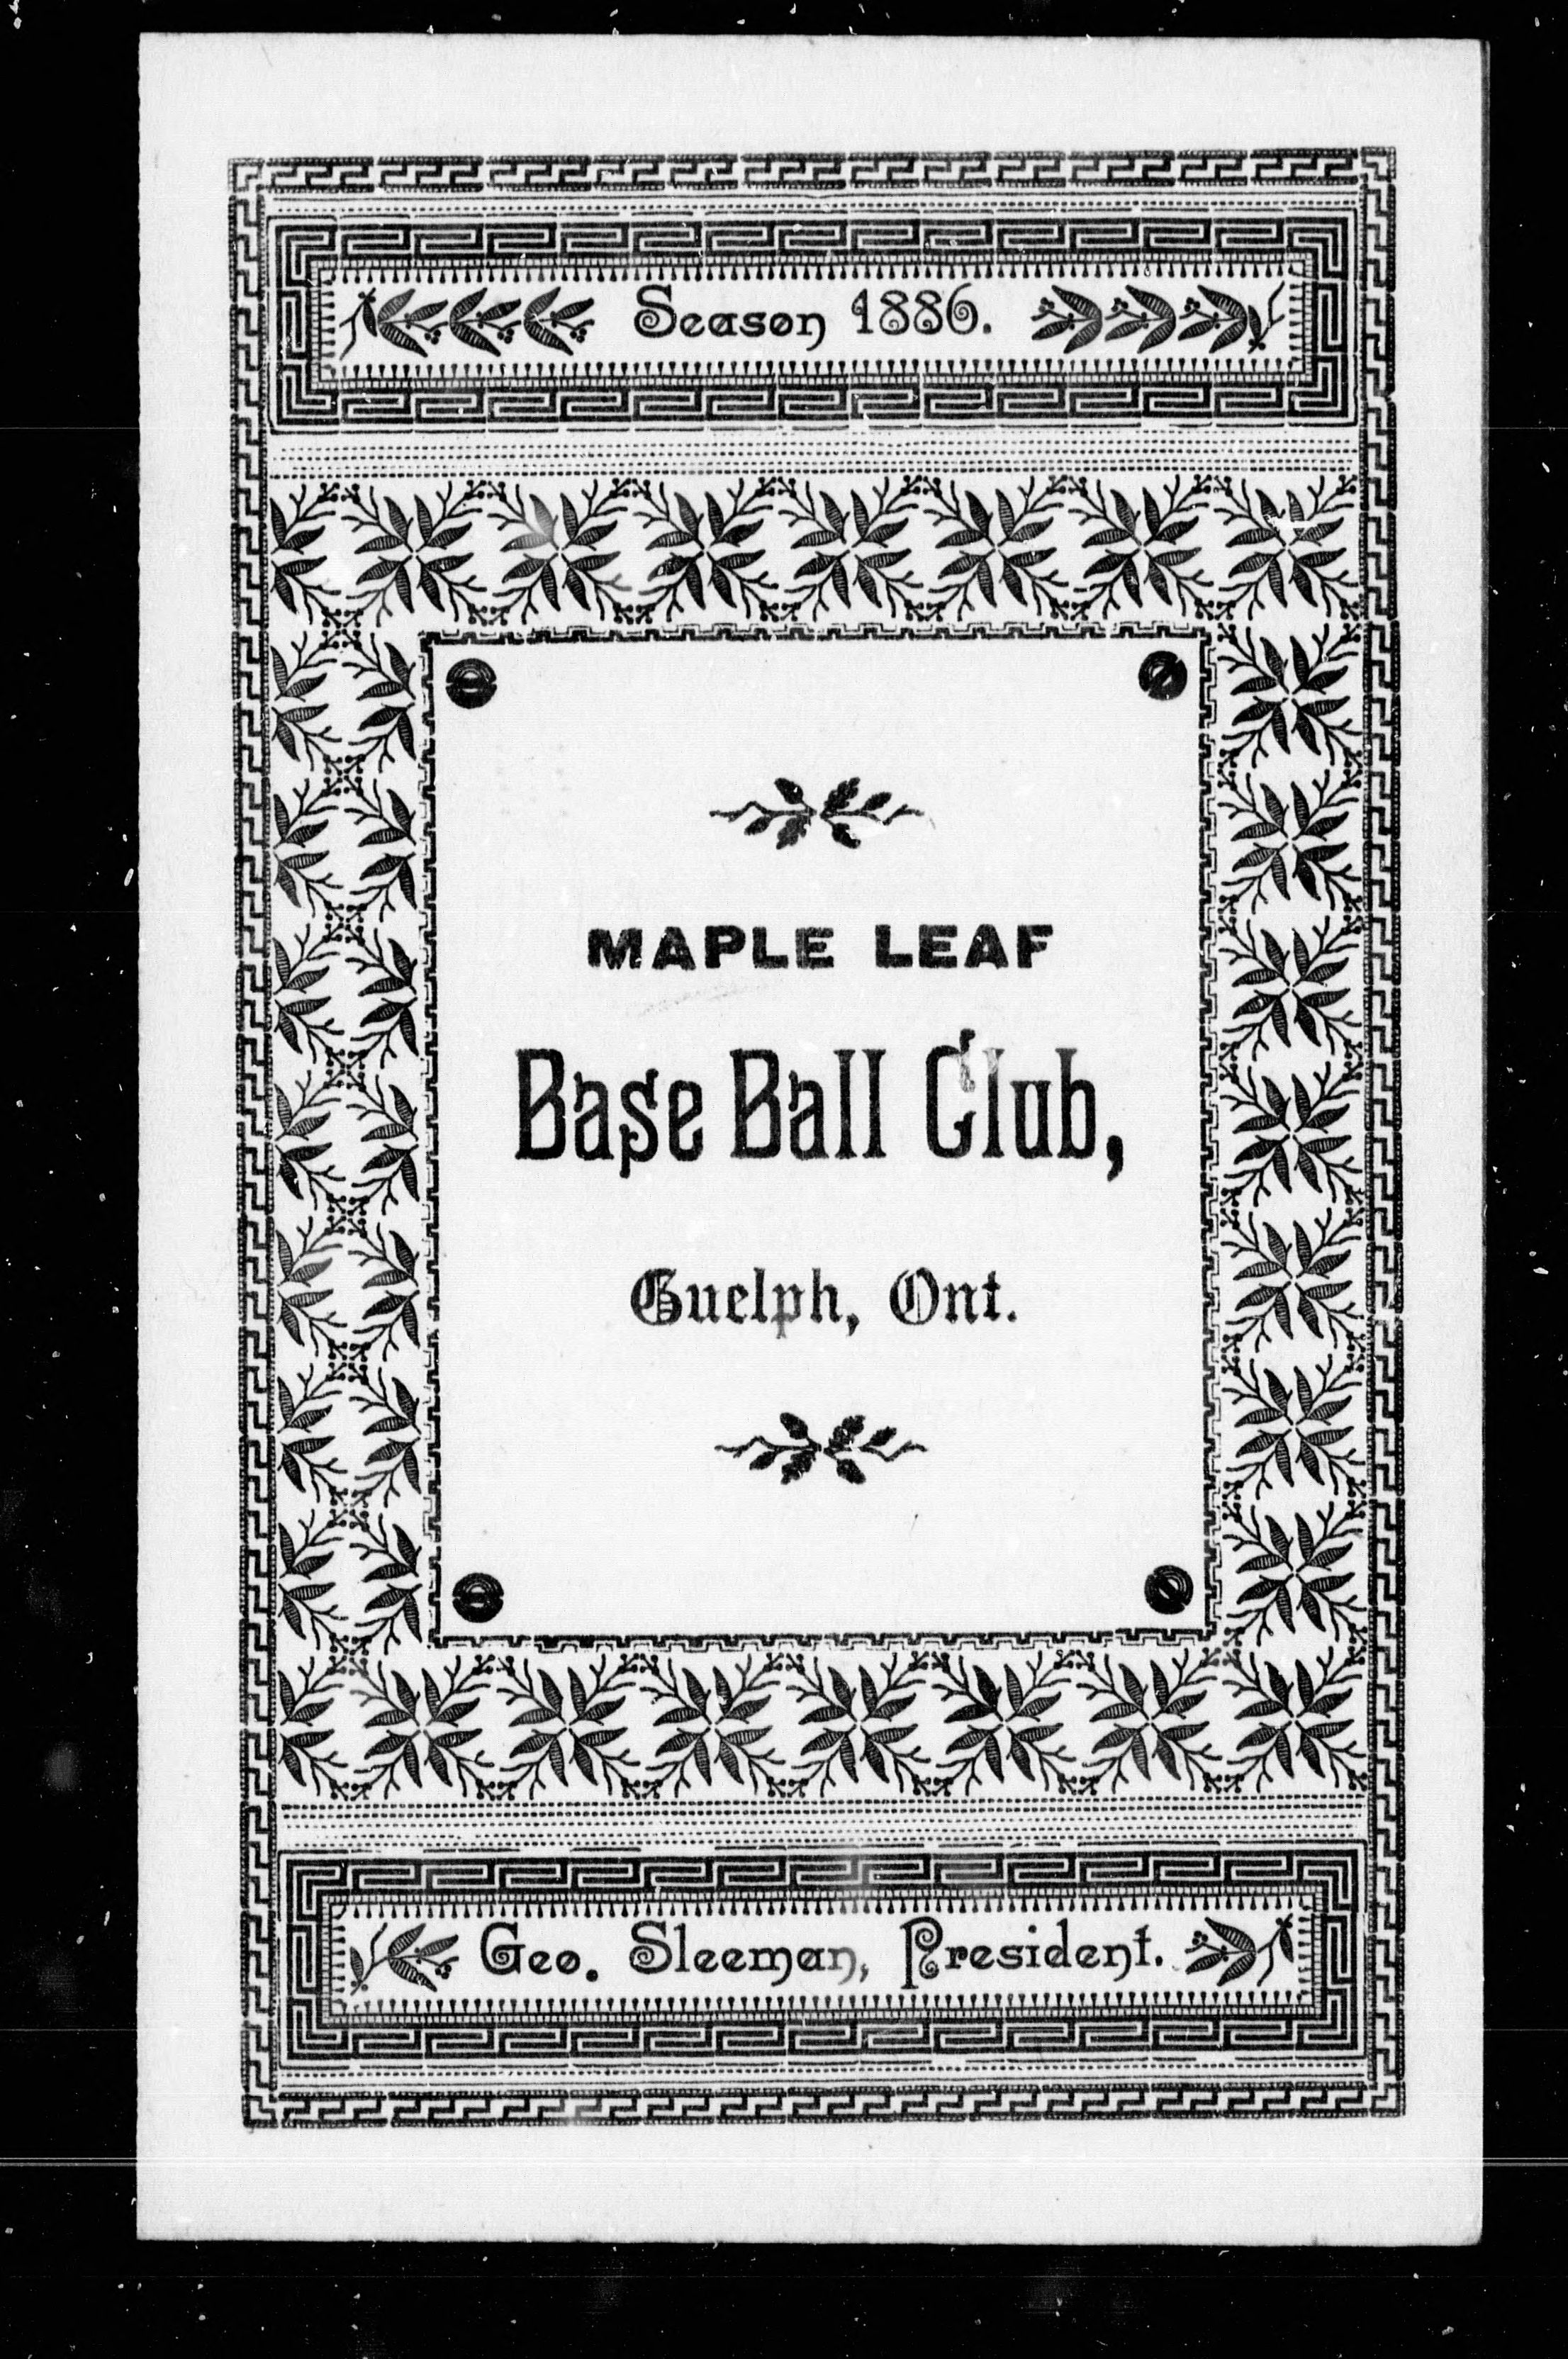 Season 1886.
MAPLE LEAF
Base Ball Club,
Guelph, Ont.
Geo. Sleeman, President.